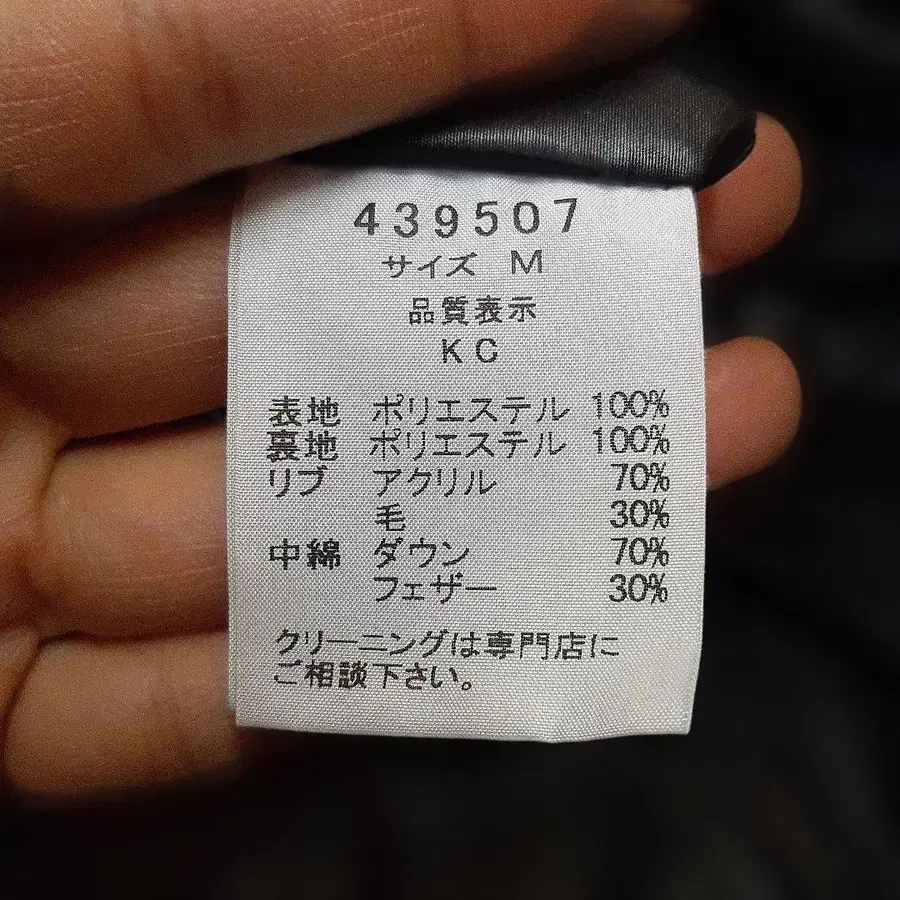 439507
サイズ M
品質表示
KC
表地 ポリエステル 100%
裏地 ポリエステル 100%
リブ アクリル 70%
毛 30%
中綿 ダウン 70%
フェザー 30%
クリーニングは専門店に
ご相談下さい。